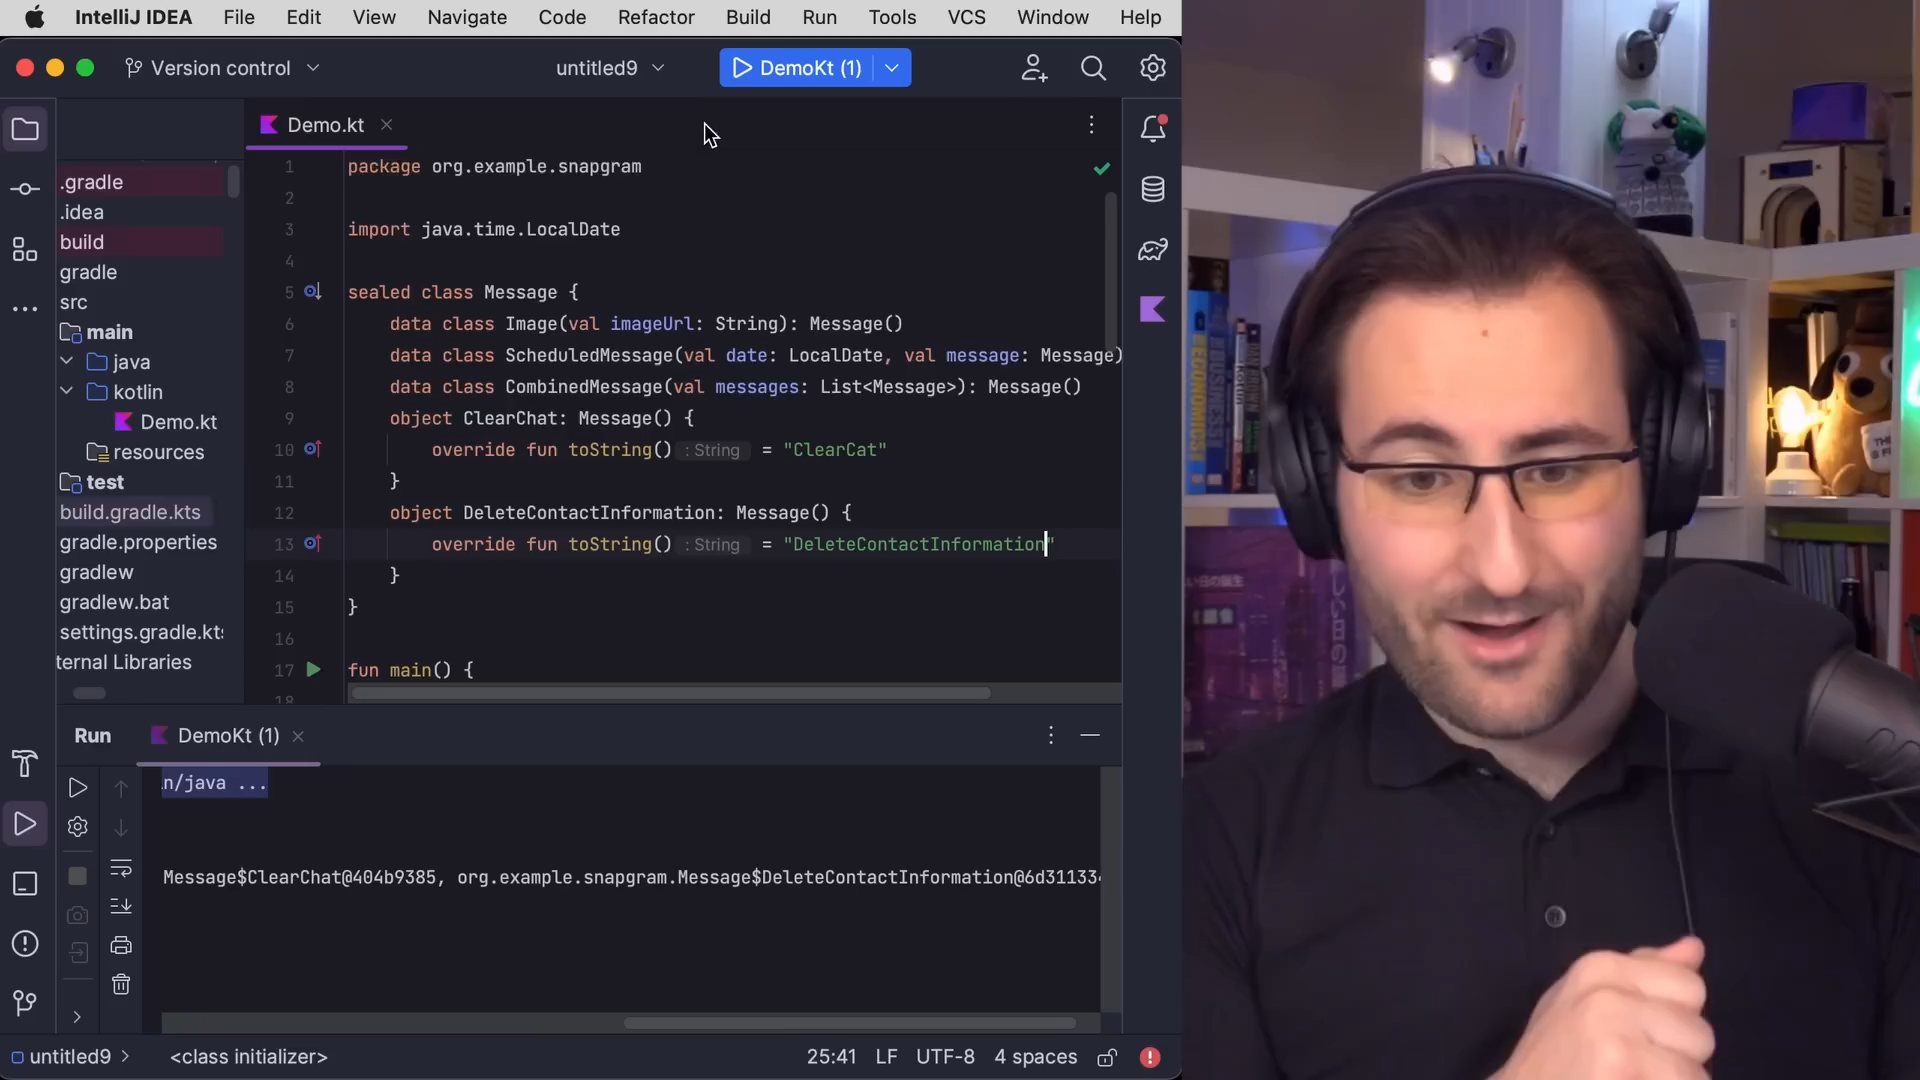 IntelliJ IDEA File Edit View Navigate Code Refactor Build Run Tools VCS Window Help
Version control untitled9 DemoKt (1)
Demo.kt
.gradle
.idea
build
gradle
src
main
java
kotlin
Demo.kt
resources
test
build.gradle.kts
gradle.properties
gradlew
gradlew.bat
settings.gradle.kts
ternal Libraries
1 package org.example.snapgram
2
3 import java.time.LocalDate
4
5 sealed class Message {
6 data class Image(val imageUrl: String): Message()
7 data class ScheduledMessage(val date: LocalDate, val message: Message)
8 data class CombinedMessage(val messages: List<Message>): Message()
9 object ClearChat: Message() {
10 override fun toString() : String = "ClearCat"
11 }
12 object DeleteContactInformation: Message() {
13 override fun toString() : String = "DeleteContactInformation"
14 }
15 }
16
17 fun main() {
18
Run DemoKt (1)
n/java ...
Message$ClearChat@404b9385, org.example.snapgram.Message$DeleteContactInformation@6d311334
untitled9 <class initializer> 25:41 LF UTF-8 4 spaces